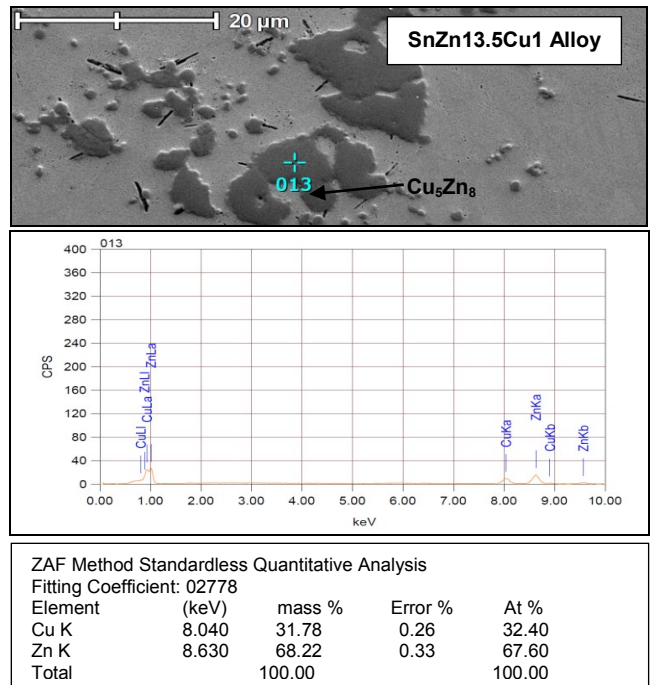 20 µm
SnZn13.5Cu1 Alloy
013
Cu₅Zn₈
013
400
360
320
280
240
200
160
120
80
40
0
CPS
CuLl
CuLa
ZnLl
ZnLa
CuKa
ZnKa
CuKb
ZnKb
0.00 1.00 2.00 3.00 4.00 5.00 6.00 7.00 8.00 9.00 10.00
keV
ZAF Method Standardless Quantitative Analysis
Fitting Coefficient: 02778
Element (keV) mass % Error % At %
Cu K 8.040 31.78 0.26 32.40
Zn K 8.630 68.22 0.33 67.60
Total 100.00 100.00